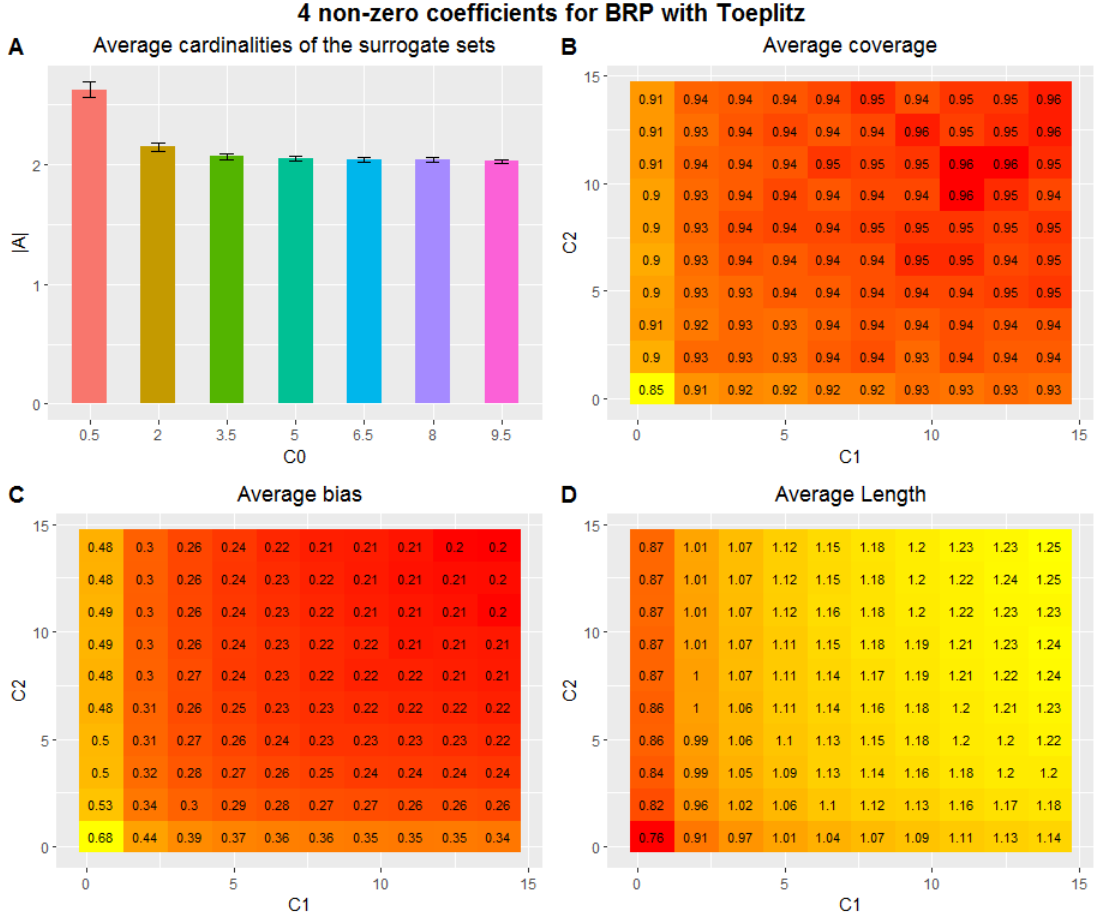 4 non-zero coefficients for BRP with Toeplitz
A Average cardinalities of the surrogate sets
|A|
2
1
0
0.5 2 3.5 5 6.5 8 9.5
C0
B Average coverage
C2
15
10
5
0
0.91 0.94 0.94 0.94 0.94 0.95 0.94 0.95 0.95 0.96
0.91 0.93 0.94 0.94 0.94 0.94 0.96 0.95 0.95 0.96
0.91 0.94 0.94 0.94 0.95 0.95 0.95 0.96 0.96 0.95
0.9 0.93 0.94 0.94 0.94 0.94 0.94 0.96 0.95 0.94
0.9 0.93 0.94 0.95 0.94 0.95 0.95 0.95 0.95 0.95
0.9 0.93 0.94 0.94 0.94 0.94 0.95 0.95 0.94 0.95
0.9 0.93 0.93 0.94 0.94 0.94 0.94 0.94 0.95 0.95
0.91 0.92 0.93 0.93 0.94 0.94 0.94 0.94 0.94 0.94
0.9 0.93 0.93 0.93 0.94 0.94 0.93 0.94 0.94 0.94
0.85 0.91 0.92 0.92 0.92 0.92 0.93 0.93 0.93 0.93
0 5 10 15
C1
C Average bias
C2
15
10
5
0
0.48 0.3 0.26 0.24 0.22 0.21 0.21 0.21 0.2 0.2
0.48 0.3 0.26 0.24 0.23 0.22 0.21 0.21 0.21 0.2
0.49 0.3 0.26 0.24 0.23 0.22 0.21 0.21 0.21 0.2
0.49 0.3 0.26 0.24 0.23 0.22 0.22 0.21 0.21 0.21
0.48 0.3 0.27 0.24 0.23 0.22 0.22 0.22 0.21 0.21
0.48 0.31 0.26 0.25 0.23 0.23 0.22 0.22 0.22 0.22
0.5 0.31 0.27 0.26 0.24 0.23 0.23 0.23 0.23 0.22
0.5 0.32 0.28 0.27 0.26 0.25 0.24 0.24 0.24 0.24
0.53 0.34 0.3 0.29 0.28 0.27 0.27 0.26 0.26 0.26
0.68 0.44 0.39 0.37 0.36 0.36 0.35 0.35 0.35 0.34
0 5 10 15
C1
D Average Length
C2
15
10
5
0
0.87 1.01 1.07 1.12 1.15 1.18 1.2 1.23 1.23 1.25
0.87 1.01 1.07 1.12 1.15 1.18 1.2 1.22 1.24 1.25
0.87 1.01 1.07 1.12 1.16 1.18 1.2 1.22 1.23 1.23
0.87 1.01 1.07 1.11 1.15 1.18 1.19 1.21 1.23 1.24
0.87 1 1.07 1.11 1.14 1.17 1.19 1.21 1.22 1.24
0.86 1 1.06 1.11 1.14 1.16 1.18 1.2 1.21 1.23
0.86 0.99 1.06 1.1 1.13 1.15 1.18 1.2 1.2 1.22
0.84 0.99 1.05 1.09 1.13 1.14 1.16 1.18 1.2 1.2
0.82 0.96 1.02 1.06 1.1 1.12 1.13 1.16 1.17 1.18
0.76 0.91 0.97 1.01 1.04 1.07 1.09 1.11 1.13 1.14
0 5 10 15
C1